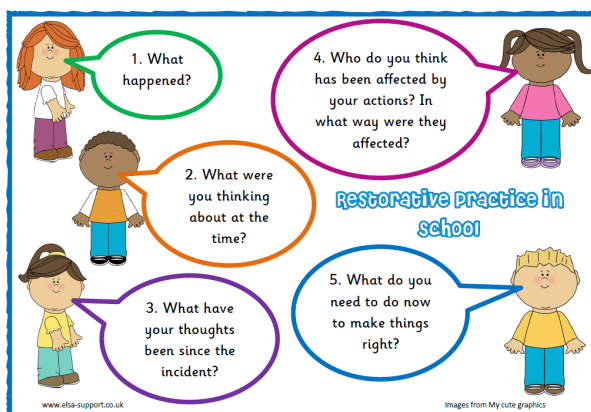 1. What
happened?
2. What were
you thinking
about at the
time?
3. What have
your thoughts
been since the
incident?
4. Who do you think
has been affected by
your actions? In
what way were they
affected?
Restorative Practice in
School
5. What do you
need to do now
to make things
right?
www.elsa-support.co.uk
Images from My cute graphics